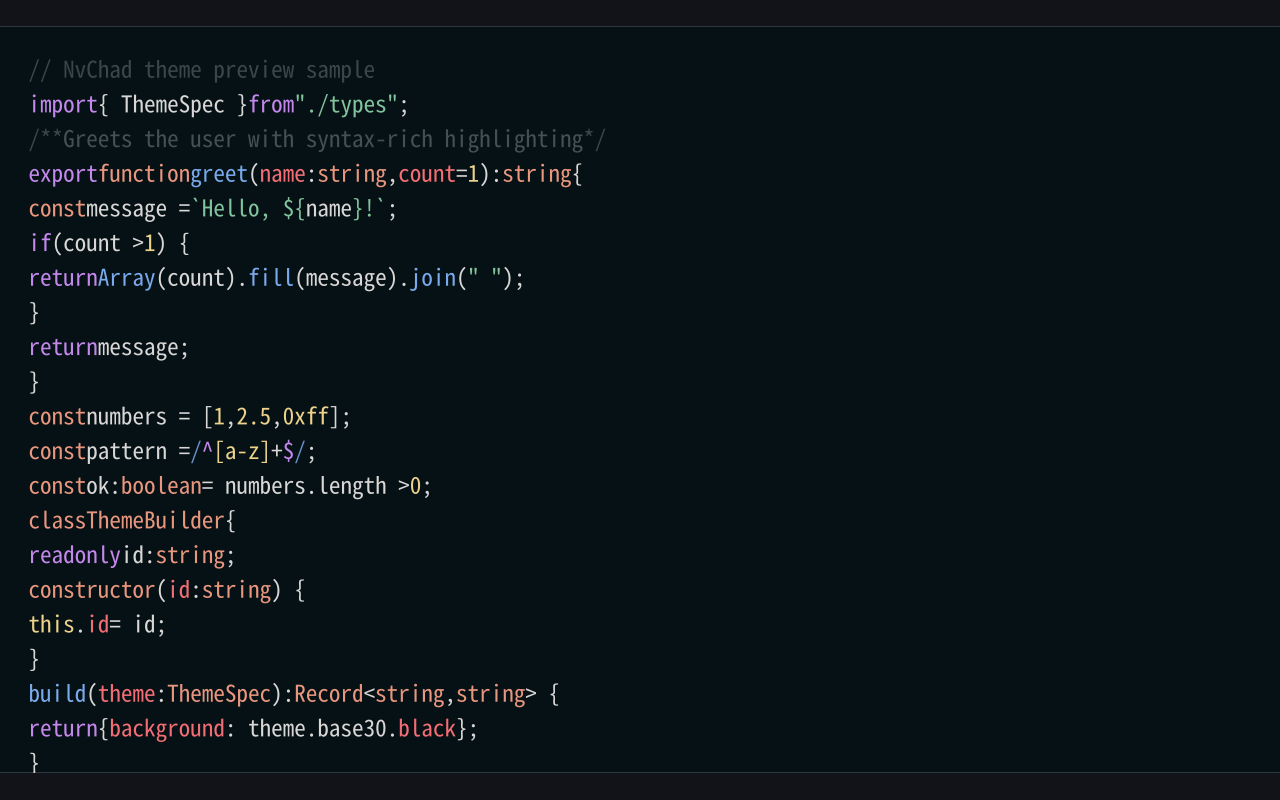 // NvChad theme preview sample
import{ ThemeSpec }from"./types";
/**Greets the user with syntax-rich highlighting*/
exportfunctiongreet(name:string,count=1):string{
constmessage =`Hello, ${name}!`;
if(count >1) {
returnArray(count).fill(message).join(" ");
}
returnmessage;
}
constnumbers = [1,2.5,0xff];
constpattern =/^[a-z]+$/;
constok:boolean= numbers.length >0;
classThemeBuilder{
readonlyid:string;
constructor(id:string) {
this.id= id;
}
build(theme:ThemeSpec):Record<string,string> {
return{background: theme.base30.black};
}